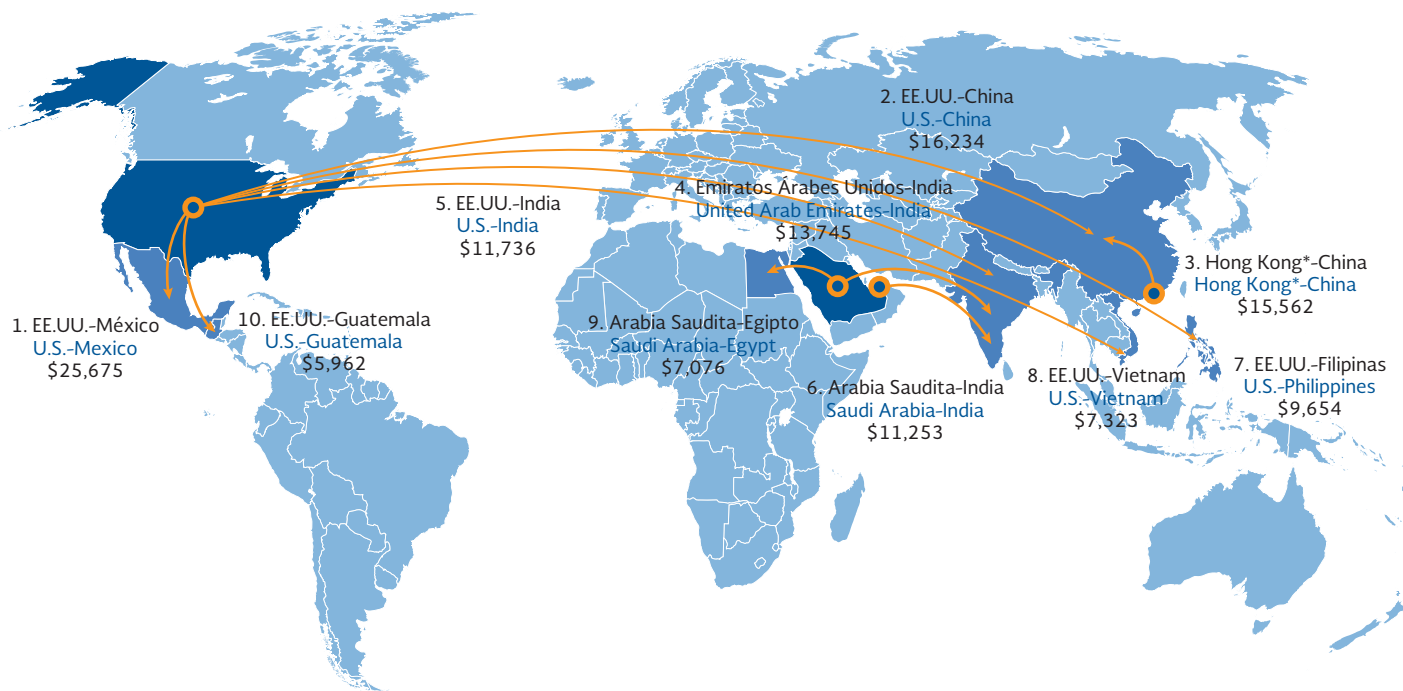 2. EE.UU.-China
U.S.-China
$16,234
4. Emiratos Árabes Unidos-India
United Arab Emirates-India
$13,745
5. EE.UU.-India
U.S.-India
$11,736
3. Hong Kong*-China
Hong Kong*-China
$15,562
1. EE.UU.-México
U.S.-Mexico
$25,675
10. EE.UU.-Guatemala
U.S.-Guatemala
$5,962
9. Arabia Saudita-Egipto
Saudi Arabia-Egypt
$7,076
6. Arabia Saudita-India
Saudi Arabia-India
$11,253
8. EE.UU.-Vietnam
U.S.-Vietnam
$7,323
7. EE.UU.-Filipinas
U.S.-Philippines
$9,654